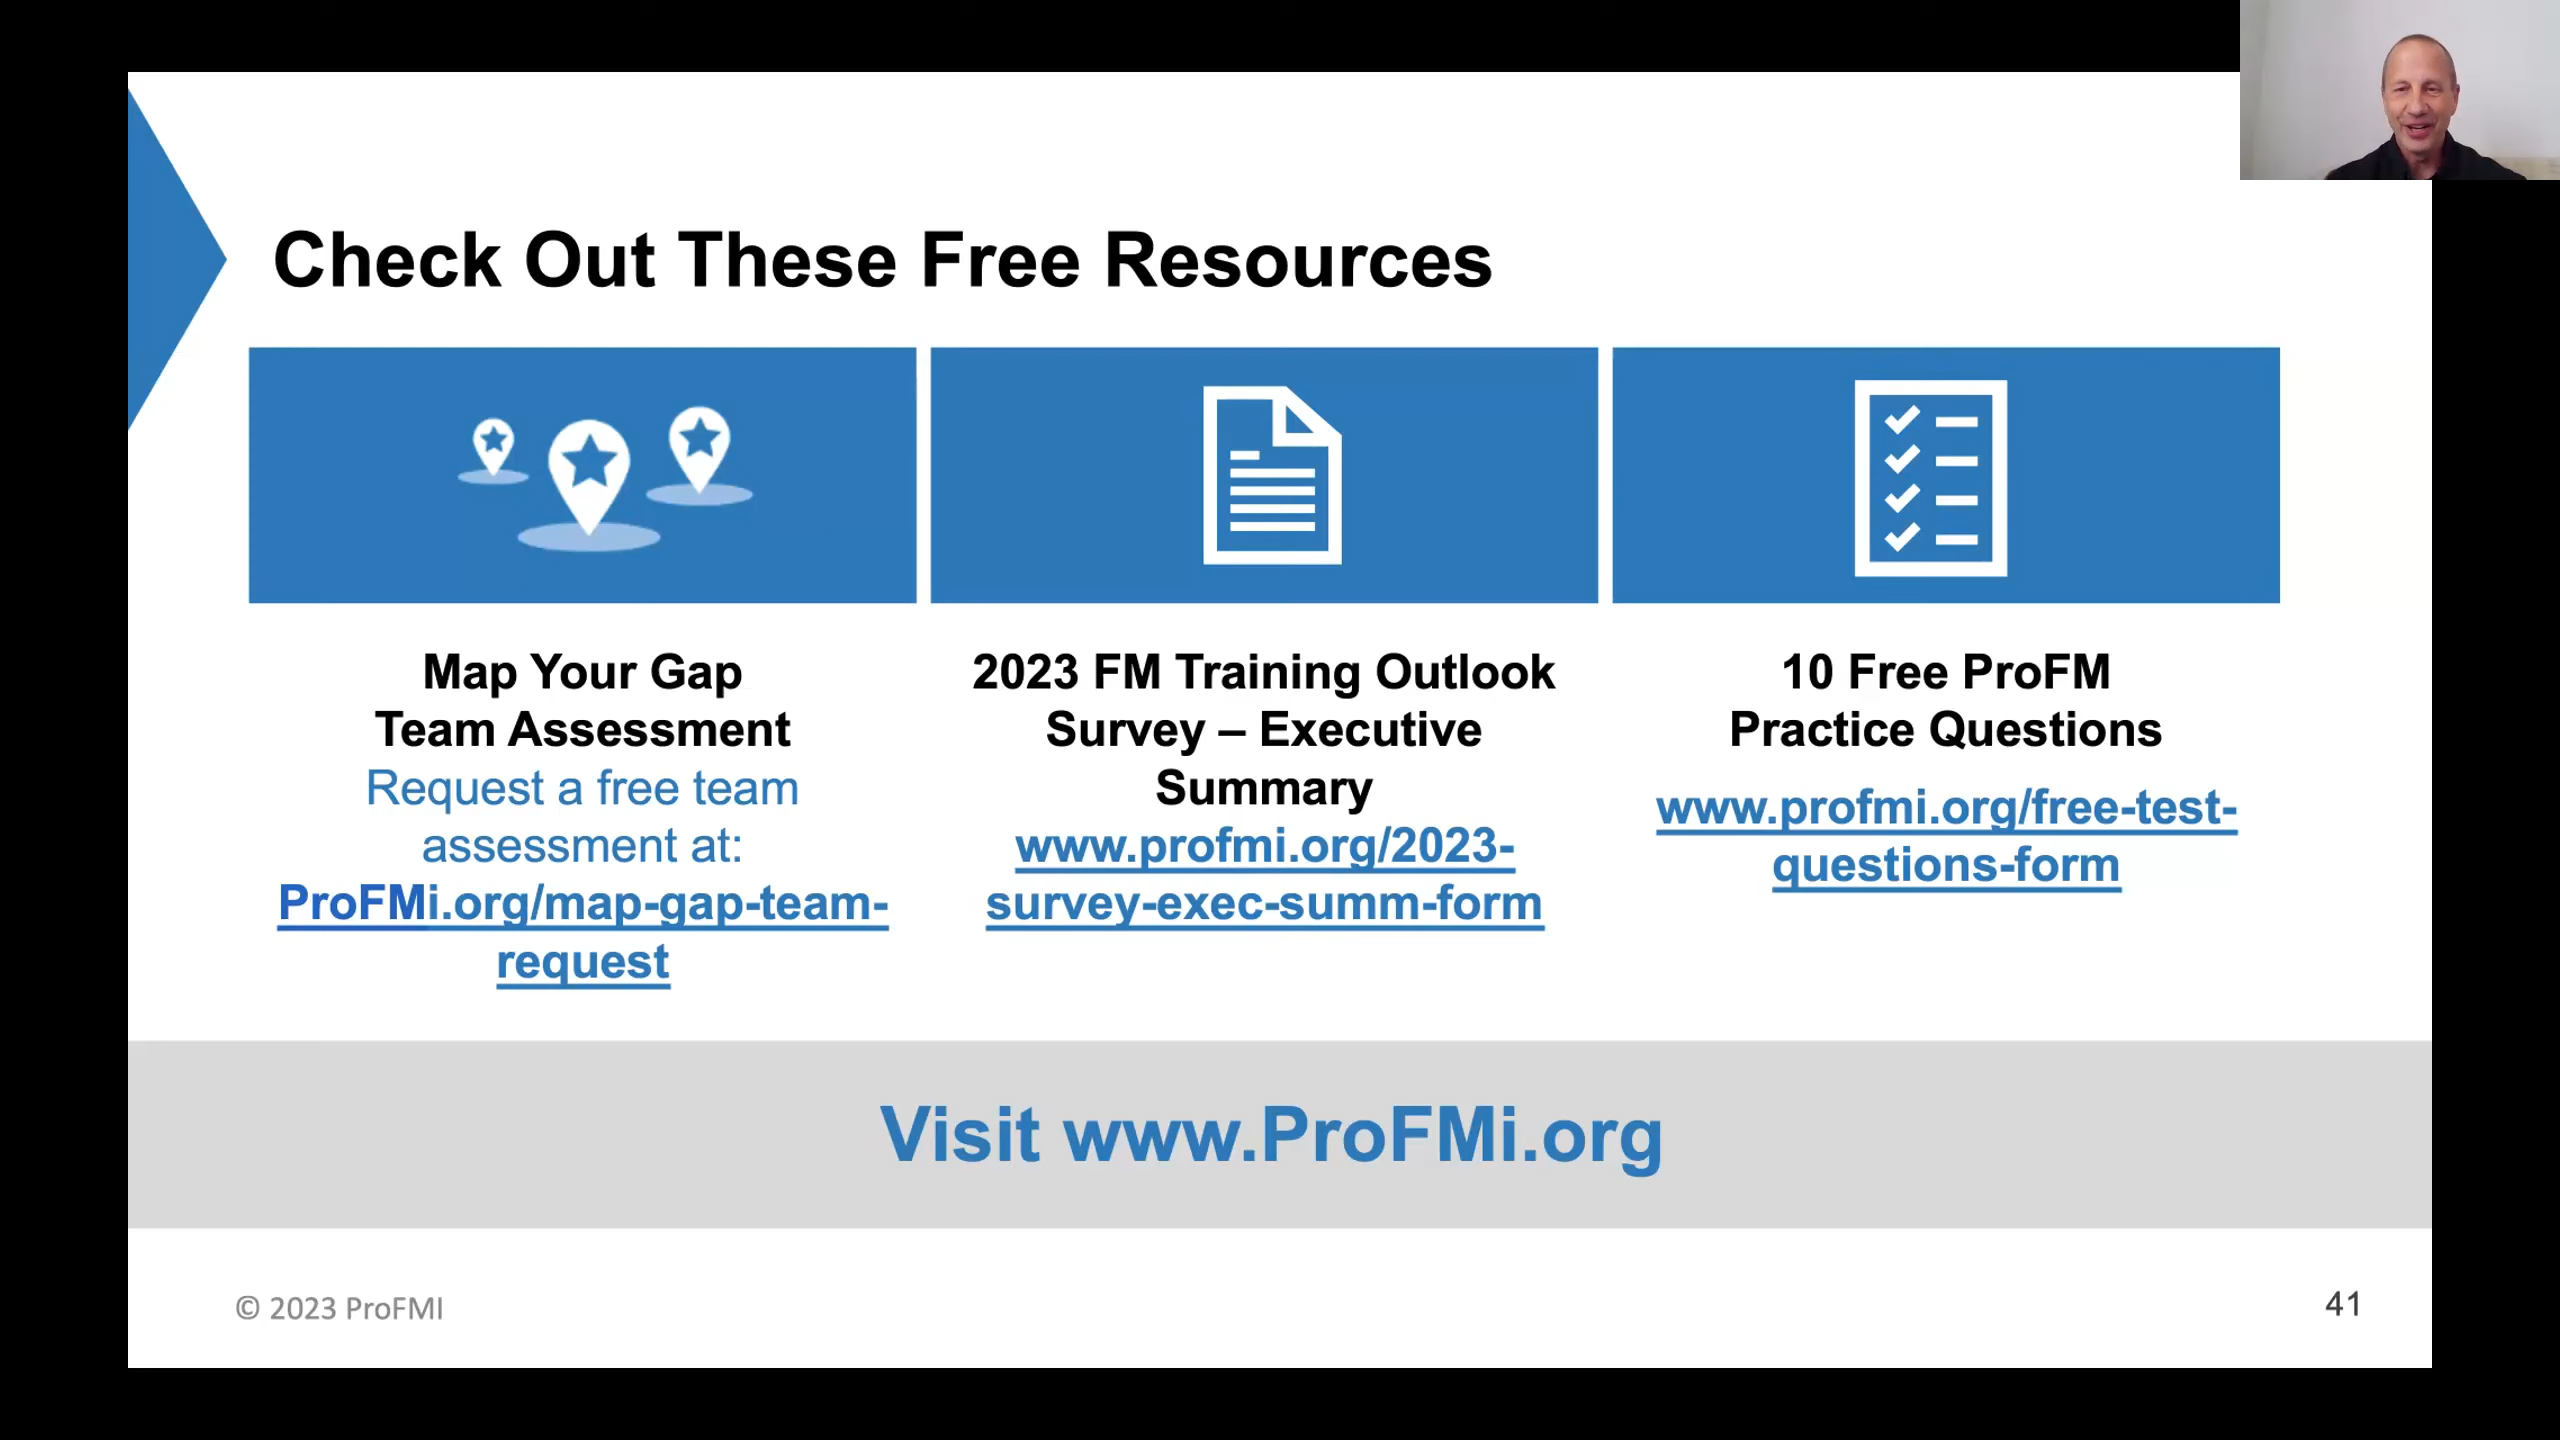 Check Out These Free Resources
Map Your Gap
Team Assessment
Request a free team
assessment at:
ProFMi.org/map-gap-team-
request
2023 FM Training Outlook
Survey – Executive
Summary
www.profmi.org/2023-
survey-exec-summ-form
10 Free ProFM
Practice Questions
www.profmi.org/free-test-
questions-form
Visit www.ProFMi.org
© 2023 ProFMI
41